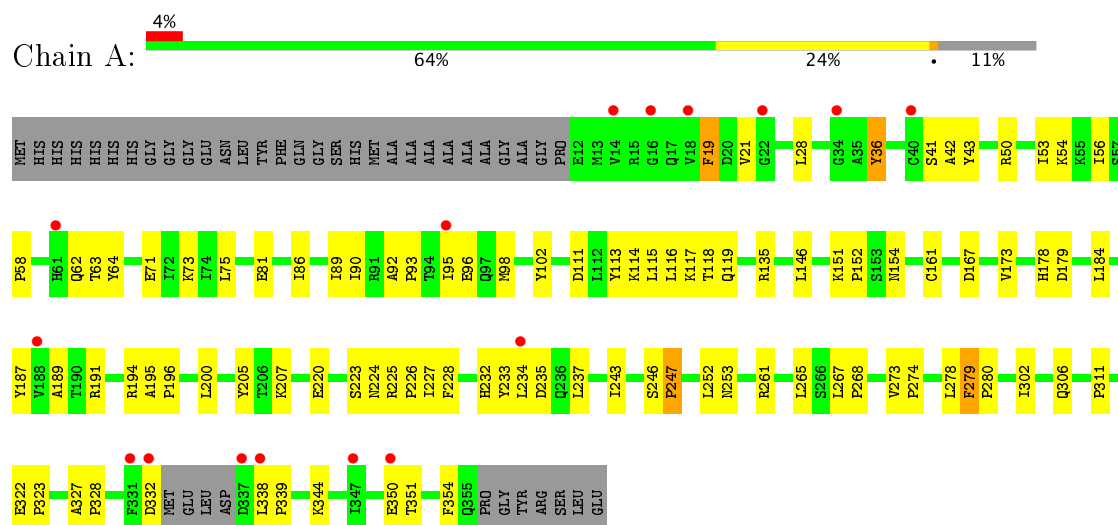 4%
Chain A:
64% 24% • 11%
MET HIS HIS HIS HIS HIS HIS GLY GLY GLY GLU ASN LEU TYR PHE GLN GLY SER HIS MET ALA ALA ALA ALA ALA ALA GLY ALA GLY PRO E12 M13 V14 R15 G16 Q17 V18 F19 D20 V21 G22 L28 G34 A35 Y36 C40 S41 A42 Y43 R50 I53 K54 K55 I56 S57
P58 H61 Q62 T63 Y64 E71 I72 K73 I74 L75 E81 I86 I89 I90 R91 A92 P93 T94 I95 E96 Q97 M98 Y102 D111 L112 Y113 K114 L115 L116 K117 T118 Q119 R135 L146 K151 P152 S153 N154 C161 D167 V173 H178 D179 L184
Y187 V188 A189 T190 R191 R194 A195 P196 L200 Y205 T206 K207 E220 S223 N224 R225 P226 I227 F228 H232 Y233 L234 D235 Q236 L237 I243 S246 P247 L252 N253 R261 L265 S266 L267 P268 V273 P274 L278 F279 P280 I302 Q306 P311
E322 P323 A327 P328 F331 D332 MET GLU LEU ASP D337 L338 P339 K344 I347 E350 T351 F354 Q355 PRO GLY TYR ARG SER LEU GLU